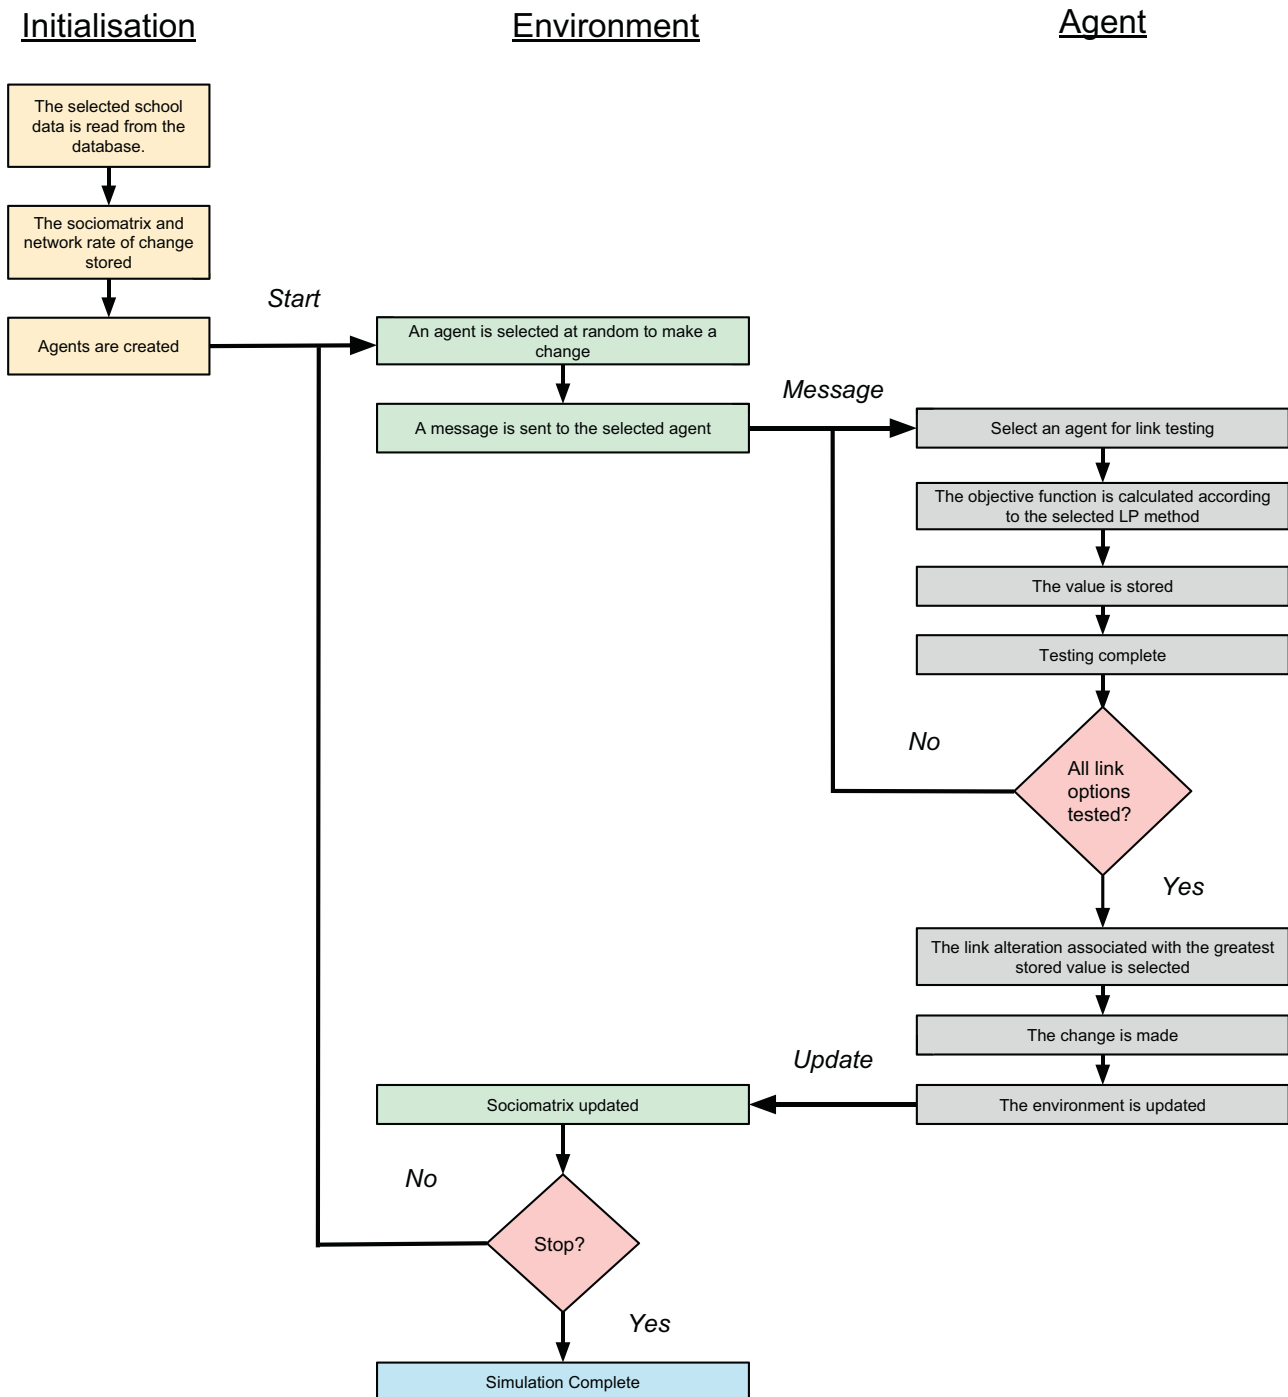 Initialisation
Environment
Agent
The selected school
data is read from the
database.
The sociomatrix and
network rate of change
stored
Agents are created
Start
An agent is selected at random to make a
change
A message is sent to the selected agent
Message
Select an agent for link testing
The objective function is calculated according
to the selected LP method
The value is stored
Testing complete
All link
options
tested?
No
Yes
The link alteration associated with the greatest
stored value is selected
The change is made
The environment is updated
Update
Sociomatrix updated
Stop?
No
Yes
Simulation Complete